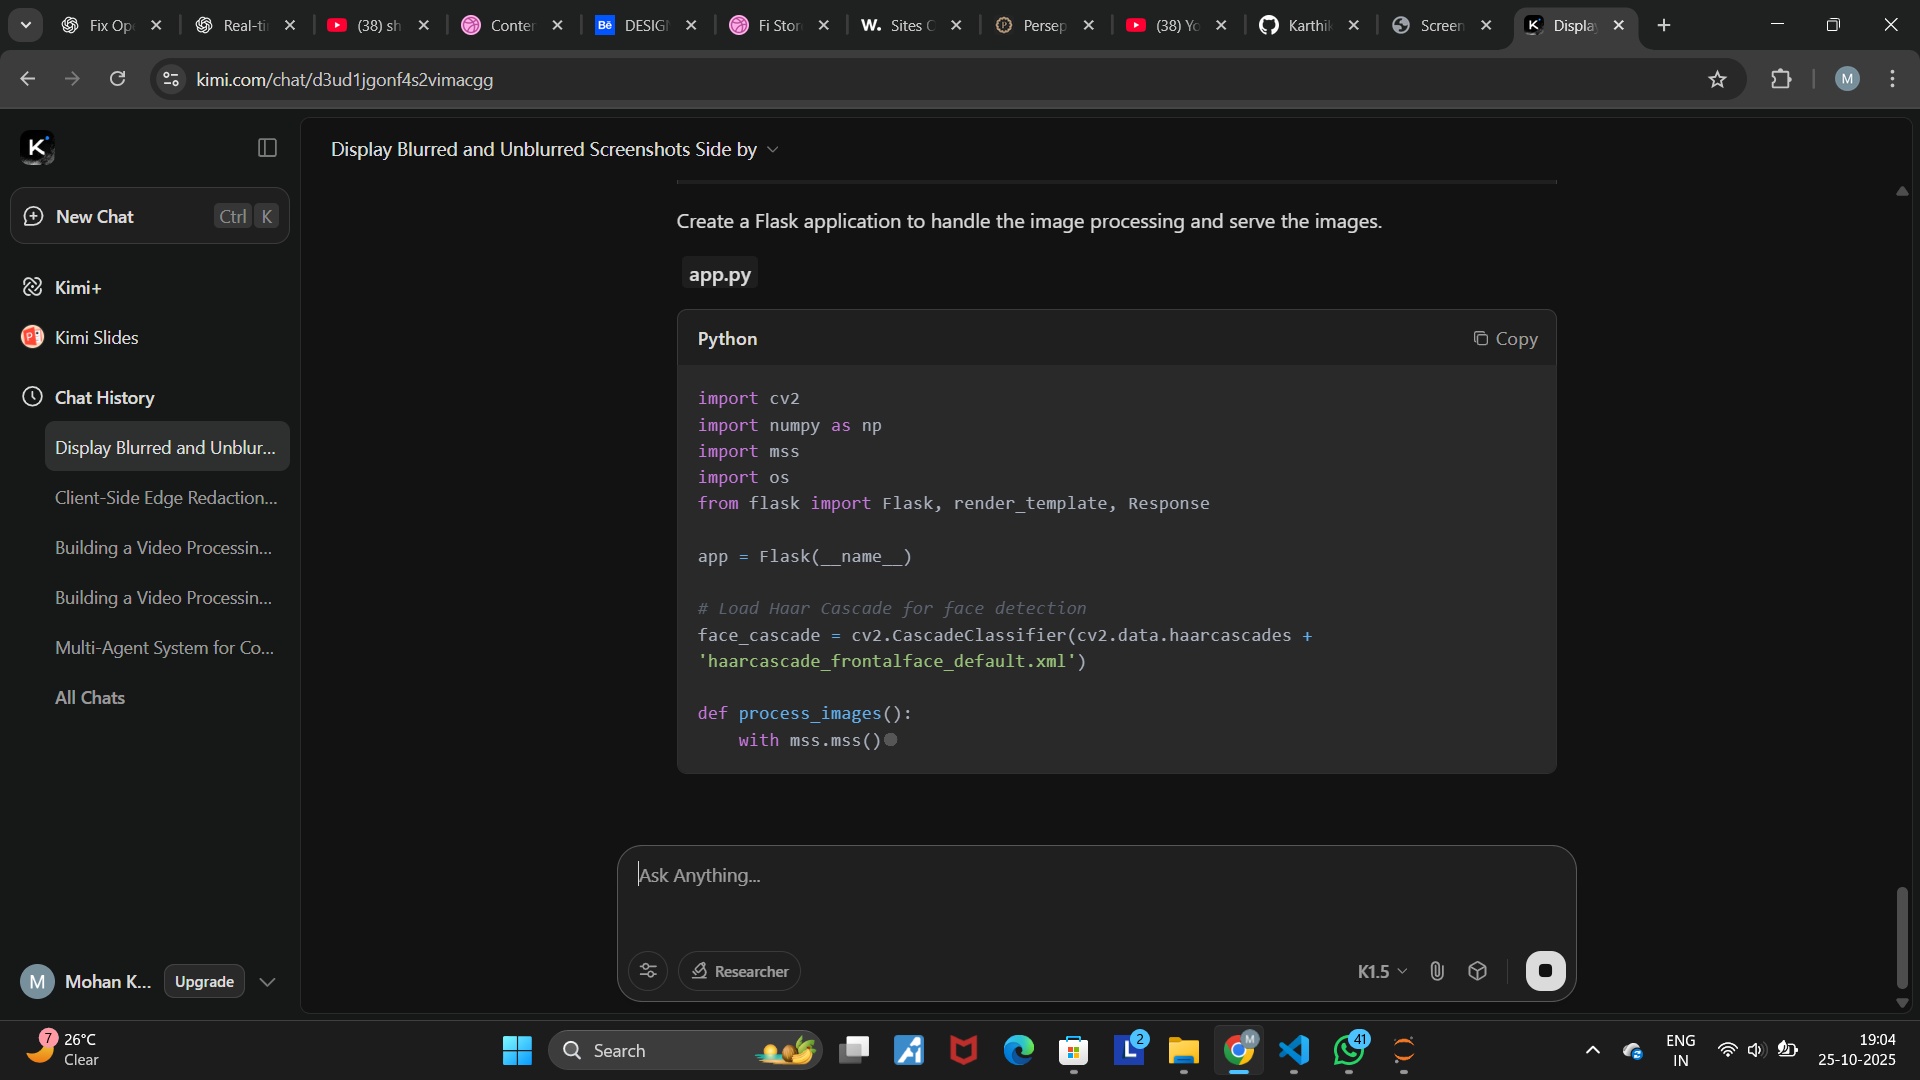 Fix Op
Real-ti
(38) sh
Conter
Bē
DESIGN
Fi Stor
W.
Sites C
Persep
(38) Yo
Karthik
Screen
K
Displa
kimi.com/chat/d3ud1jgonf4s2vimacgg
M
K
Display Blurred and Unblurred Screenshots Side by
New Chat
Ctrl K
Kimi+
Kimi Slides
Chat History
Display Blurred and Unblur...
Client-Side Edge Redaction...
Building a Video Processin...
Building a Video Processin...
Multi-Agent System for Co...
All Chats
M
Mohan K...
Upgrade
Create a Flask application to handle the image processing and serve the images.
app.py
Python
Copy
import cv2
import numpy as np
import mss
import os
from flask import Flask, render_template, Response
app = Flask(__name__)
# Load Haar Cascade for face detection
face_cascade = cv2.CascadeClassifier(cv2.data.haarcascades +
'haarcascade_frontalface_default.xml')
def process_images():
with mss.mss()
Ask Anything...
Researcher
K1.5
7
26°C
Clear
Search
L
2
M
41
ENG
IN
19:04
25-10-2025